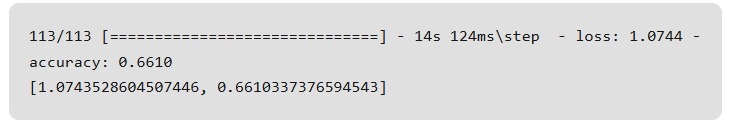 113/113 [==============================] - 14s 124ms\step  - loss: 1.0744 -
accuracy: 0.6610
[1.0743528604507446, 0.6610337376594543]